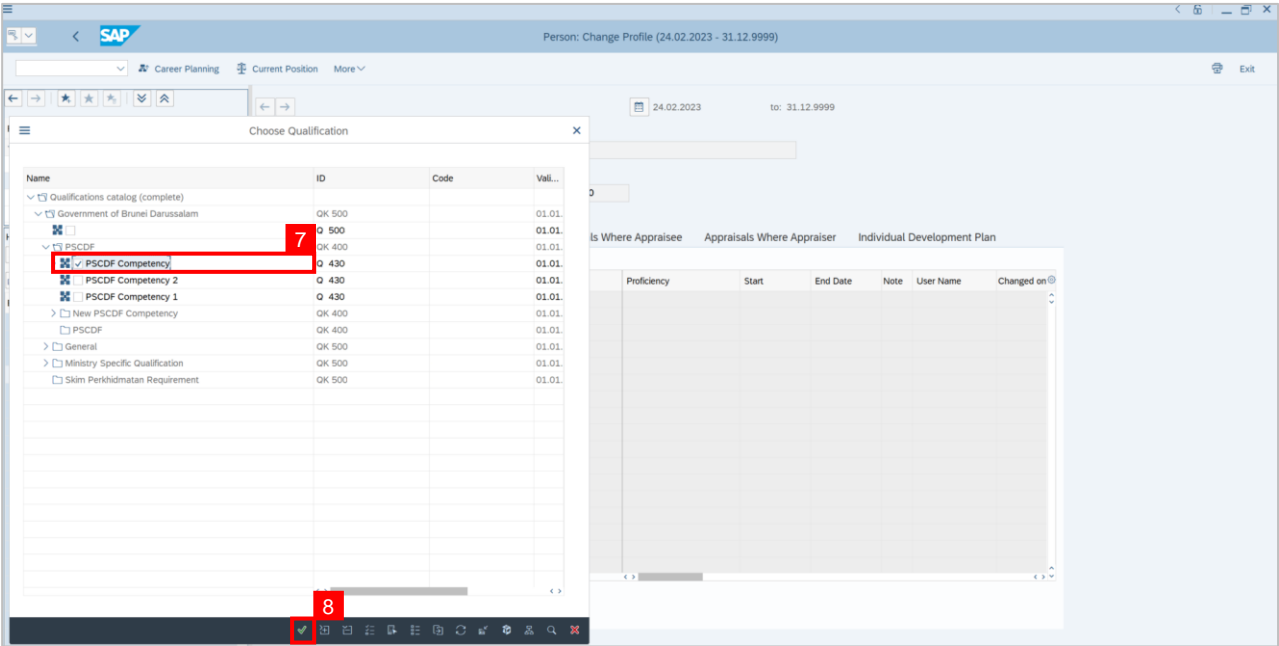 SAP
Person: Change Profile (24.02.2023 - 31.12.9999)
Career Planning Current Position More Exit
24.02.2023 to: 31.12.9999
Choose Qualification
Name ID Code Vali...
Qualifications catalog (complete)
Government of Brunei Darussalam QK 500 01.01.
Q 500 01.01.
7
PSCDF QK 400 01.01.
PSCDF Competency Q 430 01.01.
PSCDF Competency 2 Q 430 01.01.
PSCDF Competency 1 Q 430 01.01.
New PSCDF Competency QK 400 01.01.
PSCDF QK 400 01.01.
General QK 500 01.01.
Ministry Specific Qualification QK 500 01.01.
Skim Perkhidmatan Requirement QK 500 01.01.
ls Where Appraisee Appraisals Where Appraiser Individual Development Plan
Proficiency Start End Date Note User Name Changed on
8